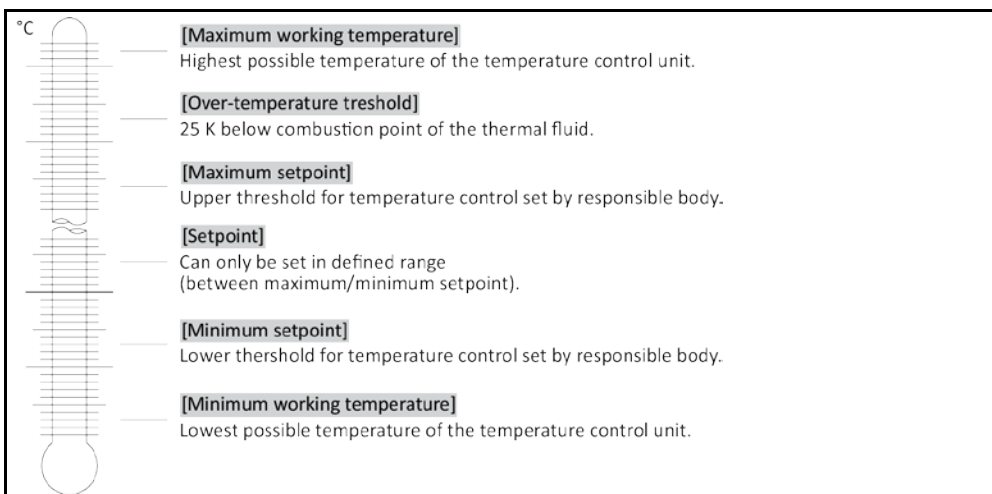 °C
[Maximum working temperature]
Highest possible temperature of the temperature control unit.
[Over-temperature treshold]
25 K below combustion point of the thermal fluid.
[Maximum setpoint]
Upper threshold for temperature control set by responsible body.
[Setpoint]
Can only be set in defined range
(between maximum/minimum setpoint).
[Minimum setpoint]
Lower thershold for temperature control set by responsible body.
[Minimum working temperature]
Lowest possible temperature of the temperature control unit.